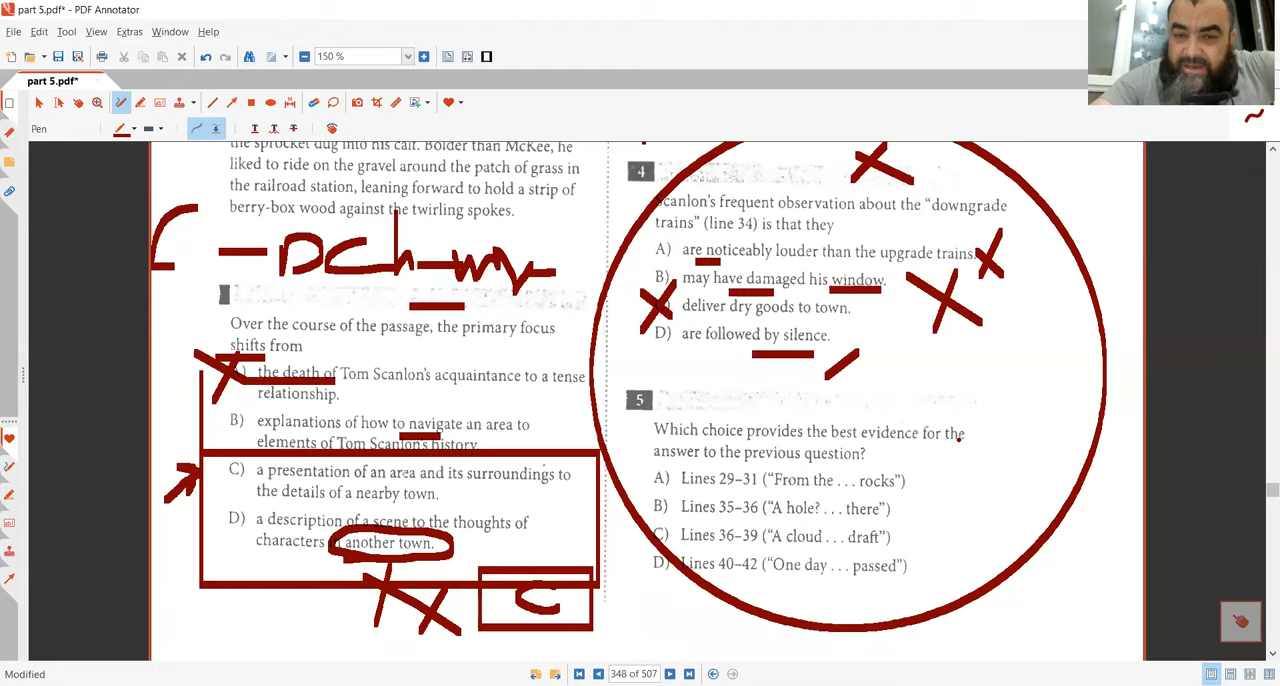 part 5.pdf* - PDF Annotator
File Edit Tool View Extras Window Help
150 %
part 5.pdf*
Pen
the sprocket dug into his calf. Bolder than McKee, he
liked to ride on the gravel around the patch of grass in
the railroad station, leaning forward to hold a strip of
berry-box wood against the twirling spokes.
Over the course of the passage, the primary focus
shifts from
the death of Tom Scanlon's acquaintance to a tense
relationship.
B) explanations of how to navigate an area to
elements of Tom Scanlon's history.
C) a presentation of an area and its surroundings to
the details of a nearby town.
D) a description of a scene to the thoughts of
characters in another town.
C
4
Scanlon's frequent observation about the “downgrade
trains” (line 34) is that they
A) are noticeably louder than the upgrade trains.
B) may have damaged his window.
deliver dry goods to town.
D) are followed by silence.
5
Which choice provides the best evidence for the
answer to the previous question?
A) Lines 29–31 (“From the . . . rocks”)
B) Lines 35–36 (“A hole? . . . there”)
C) Lines 36–39 (“A cloud . . . draft”)
D) Lines 40–42 (“One day . . . passed”)
Modified
348 of 507